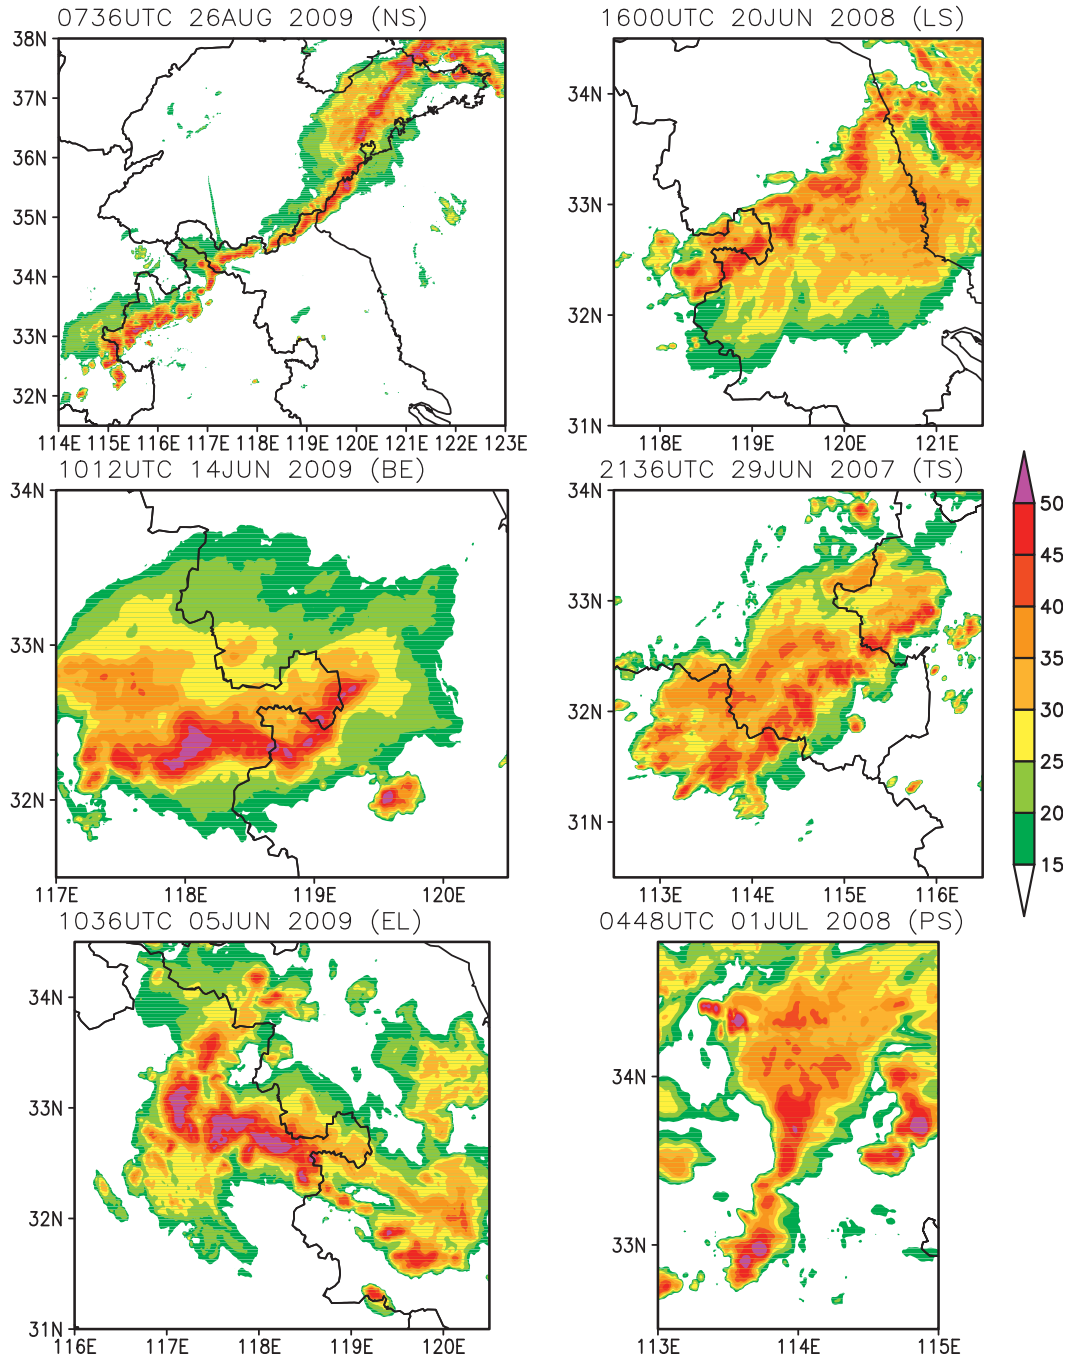 0736UTC 26AUG 2009 (NS)
38N
37N
36N
35N
34N
33N
32N
114E 115E 116E 117E 118E 119E 120E 121E 122E 123E
1600UTC 20JUN 2008 (LS)
34N
33N
32N
31N
118E 119E 120E 121E
1012UTC 14JUN 2009 (BE)
34N
33N
32N
117E 118E 119E 120E
2136UTC 29JUN 2007 (TS)
34N
33N
32N
31N
113E 114E 115E 116E
50
45
40
35
30
25
20
15
1036UTC 05JUN 2009 (EL)
34N
33N
32N
31N
116E 117E 118E 119E 120E
0448UTC 01JUL 2008 (PS)
34N
33N
113E 114E 115E